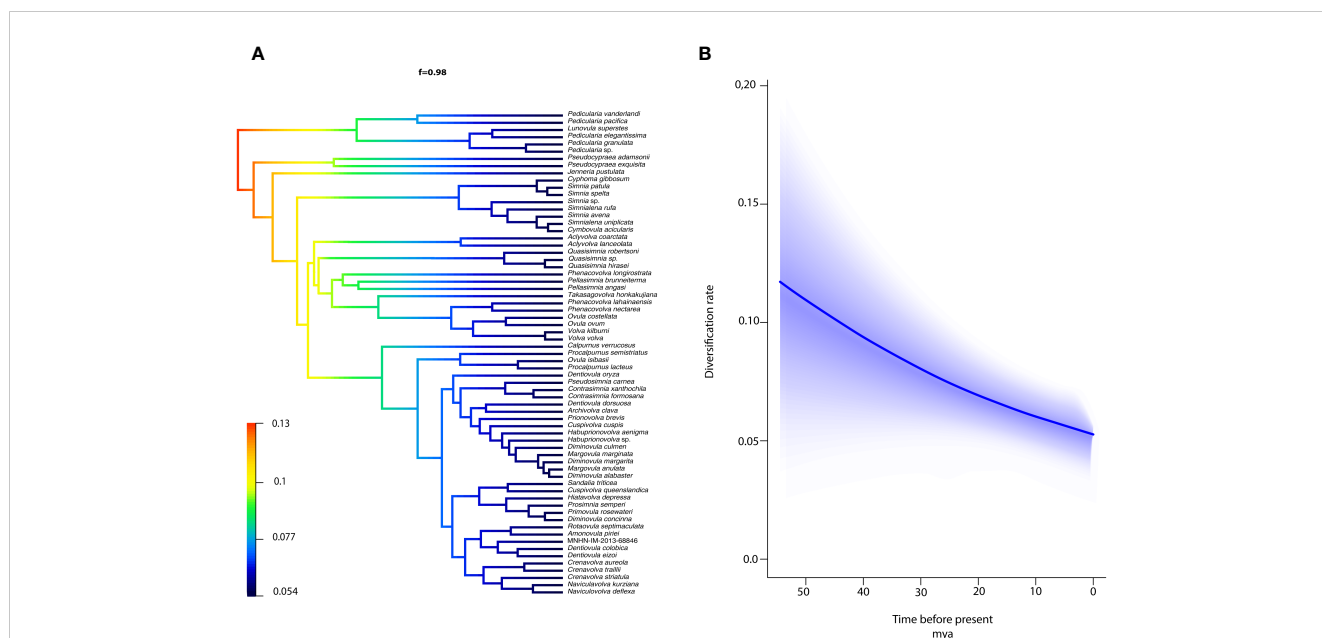 A
f=0.98
Pedicularia vanderlandi
Pedicularia pacifica
Lunovula superstes
Pedicularia elegantissima
Pedicularia granulata
Pedicularia sp.
Pseudocypraea adamsonii
Pseudocypraea exquisita
Jenneria pustulata
Cyphoma gibbosum
Simnia patula
Simnia spelta
Simnia sp.
Simnialena rufa
Simnia avena
Simnialena uniplicata
Cymbovula acicularis
Aclyvolva coarctata
Aclyvolva lanceolata
Quasisimnia robertsoni
Quasisimnia sp.
Quasisimnia hirasei
Phenacovolva longirostrata
Pellasimnia brunneiterma
Pellasimnia angasi
Takasagovolva honkakujiana
Phenacovolva lahainaensis
Phenacovolva nectarea
Ovula costellata
Ovula ovum
Volva kilburni
Volva volva
Calpurnus verrucosus
Procalpurnus semistriatus
Ovula isibasii
Procalpurnus lacteus
Dentiovula oryza
Pseudosimnia carnea
Contrasimnia xanthochila
Contrasimnia formosana
Dentiovula dorsuosa
Archivolva clava
Prionovolva brevis
Cuspivolva cuspis
Habuprionovolva aenigma
Habuprionovolva sp.
Diminovula culmen
Margovula marginata
Diminovula margarita
Margovula anulata
Diminovula alabaster
Sandalia triticea
Cuspivolva queenslandica
Hiatavolva depressa
Prosimnia semperi
Primovula rosewateri
Diminovula concinna
Rotaovula septimaculata
Amonovula piriei
MNHN-IM-2013-68846
Dentiovula colobica
Dentiovula eizoi
Crenavolva aureola
Crenavolva traillii
Crenavolva striatula
Naviculavolva kurziana
Naviculovolva deflexa
0.13
0.1
0.077
0.054
B
0,20
0.15
0.10
0.05
0.0
Diversification rate
50 40 30 20 10 0
Time before present
mya